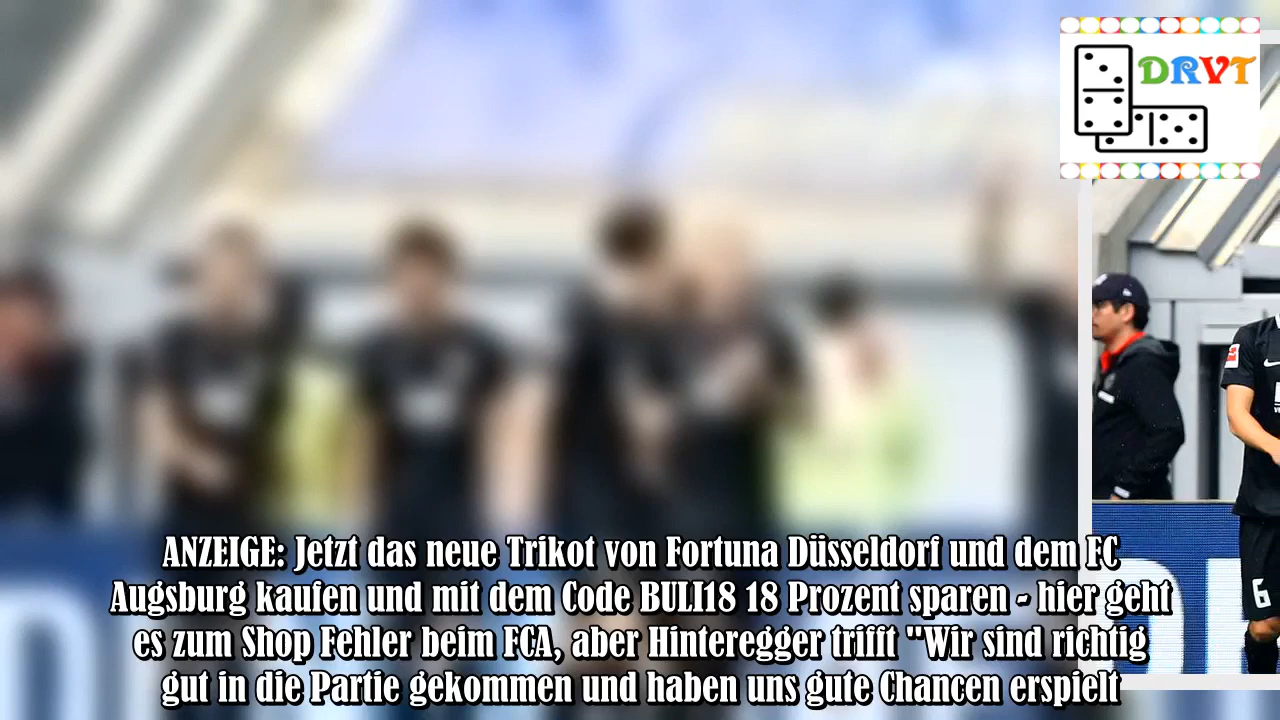 DRVT
ANZEIGE: Jetzt das neue Trikot von Fortuna Düsseldorf und dem FC
Augsburg kaufen und mit dem Code BULI18 18 Prozent sparen - hier geht
es zum Shop Fehler beim FCA, aber Hinteregger trifft "Wir sind richtig
gut in die Partie gekommen und haben uns gute Chancen erspielt
6